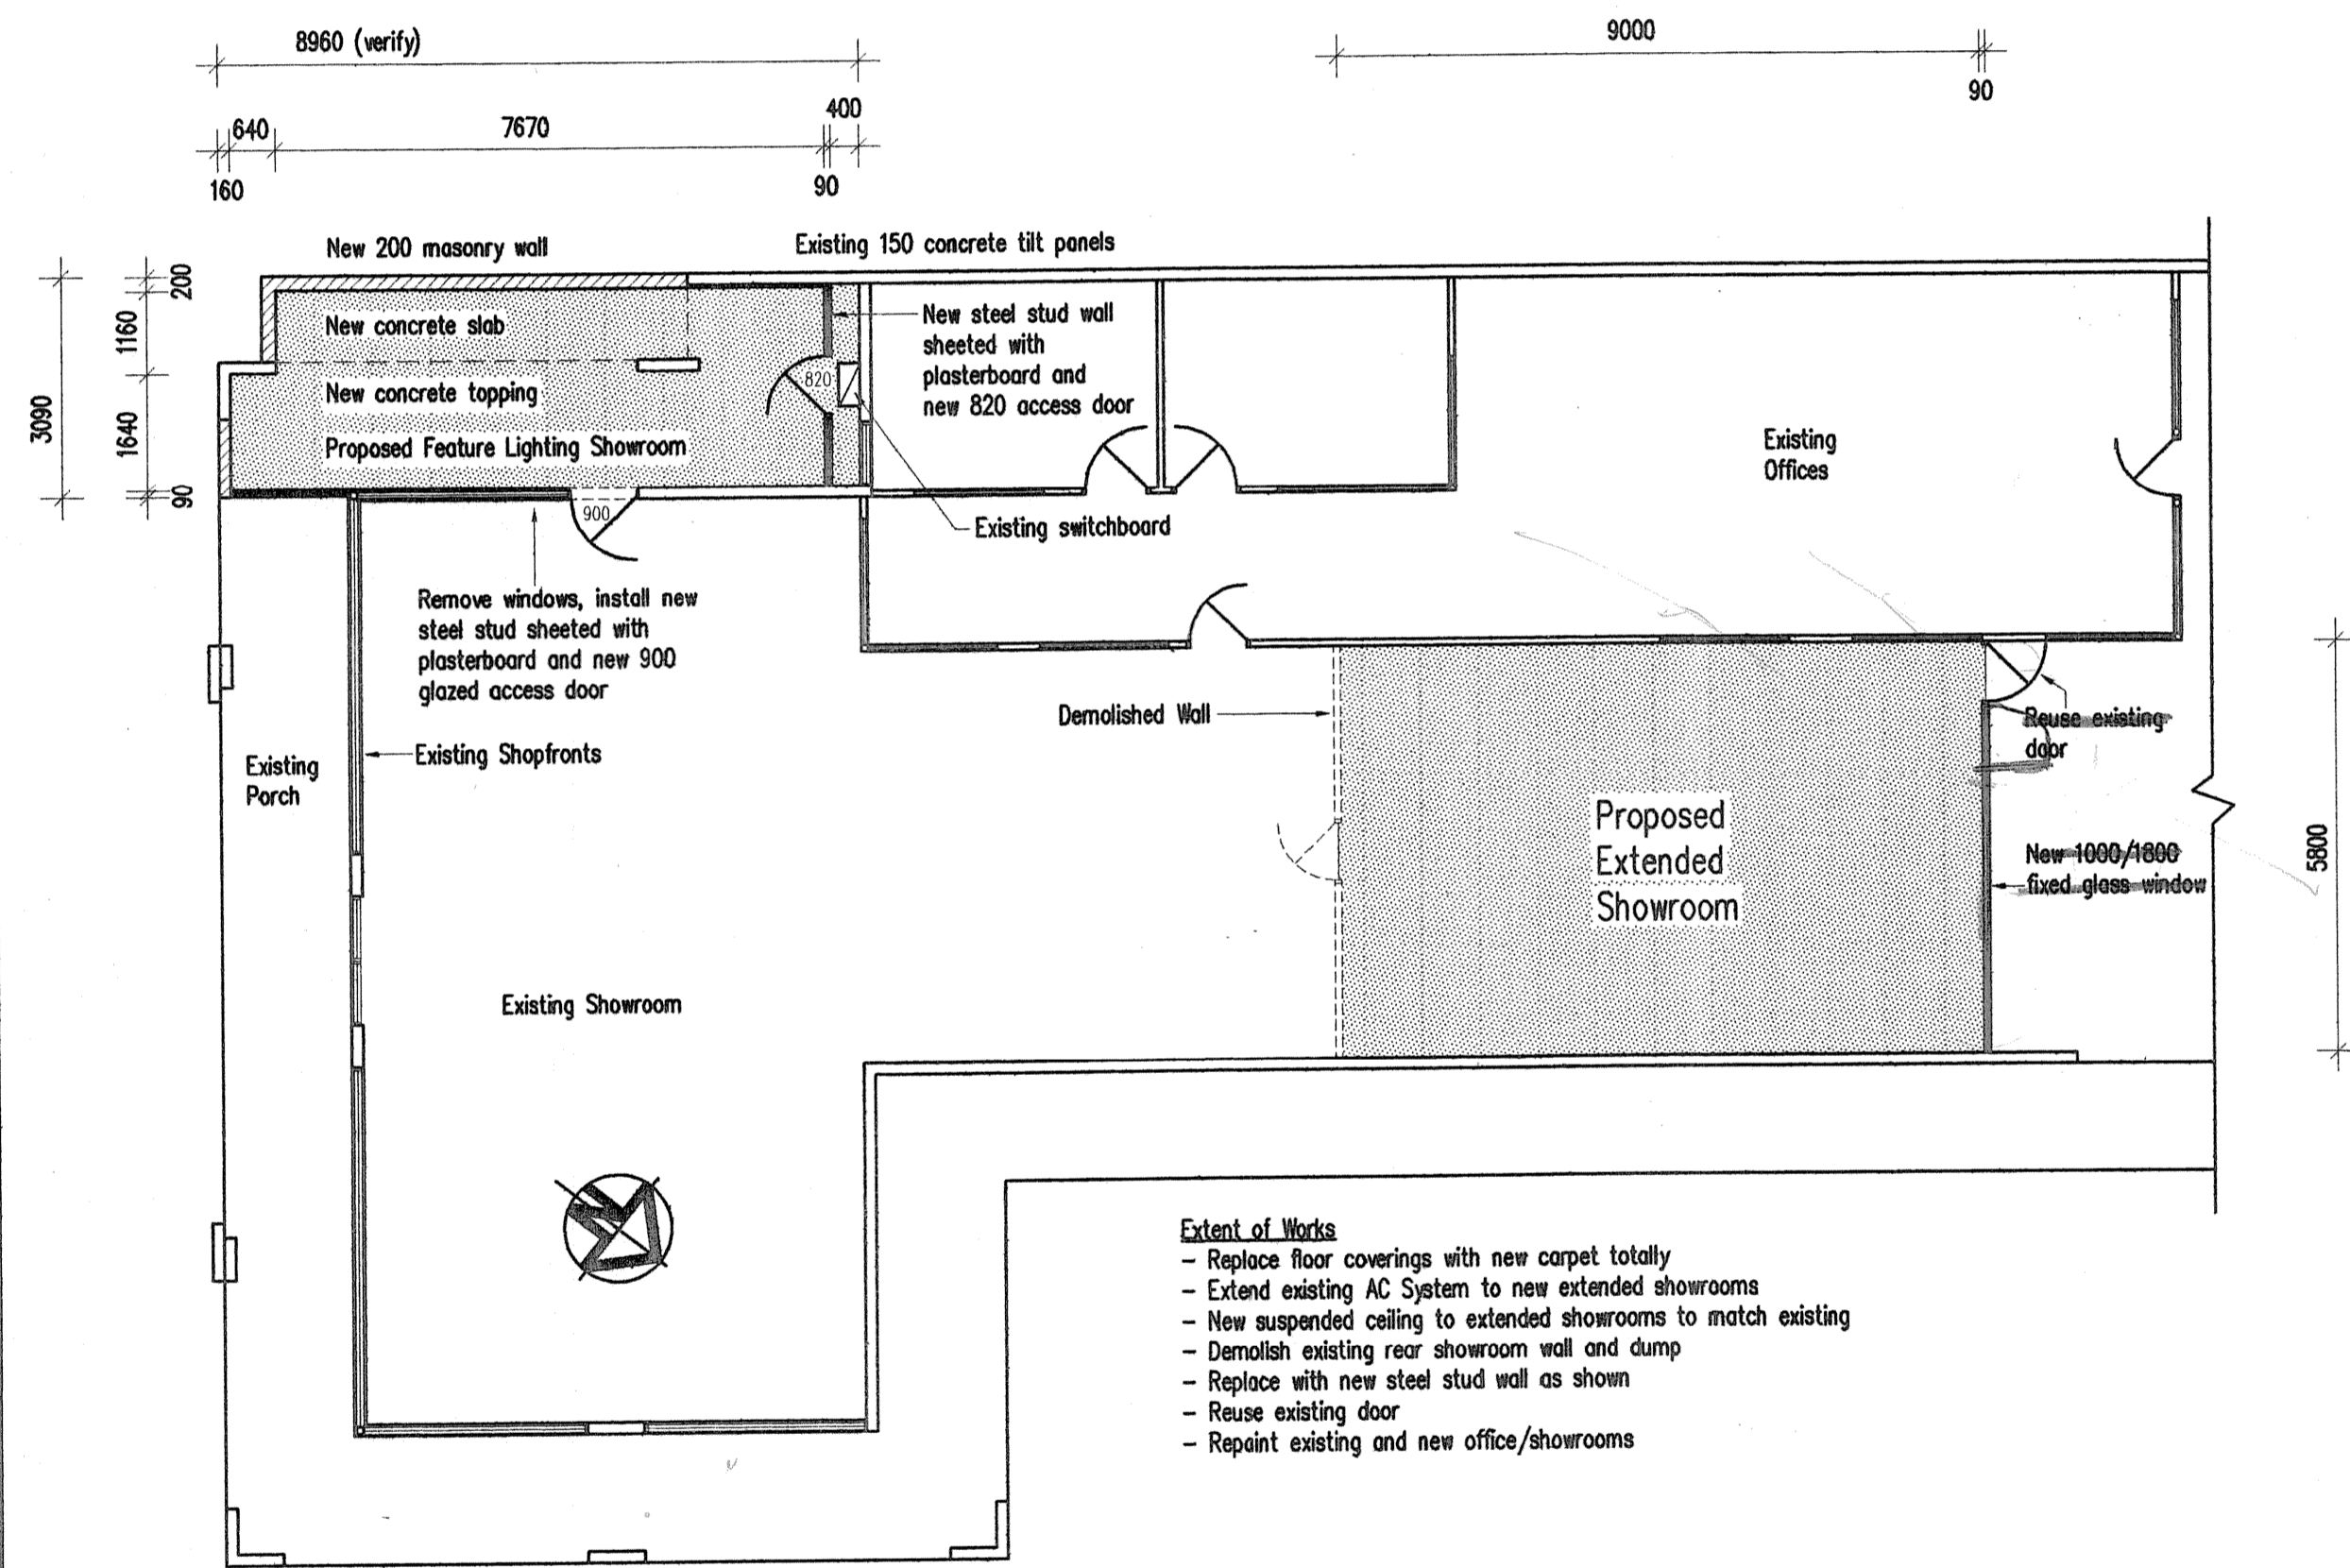 8960 (verify)
9000
90
640
7670
400
160
90
New 200 masonry wall
Existing 150 concrete tilt panels
200
1160
3090
1640
90
New concrete slab
New concrete topping
Proposed Feature Lighting Showroom
820
900
New steel stud wall
sheeted with
plasterboard and
new 820 access door
Existing
Offices
Existing switchboard
Remove windows, install new
steel stud sheeted with
plasterboard and new 900
glazed access door
Demolished Wall
Reuse existing
door
Existing Shopfronts
Existing
Porch
Proposed
Extended
Showroom
New 1000/1800
fixed glass window
5800
Existing Showroom
N
Extent of Works
- Replace floor coverings with new carpet totally
- Extend existing AC System to new extended showrooms
- New suspended ceiling to extended showrooms to match existing
- Demolish existing rear showroom wall and dump
- Replace with new steel stud wall as shown
- Reuse existing door
- Repaint existing and new office/showrooms